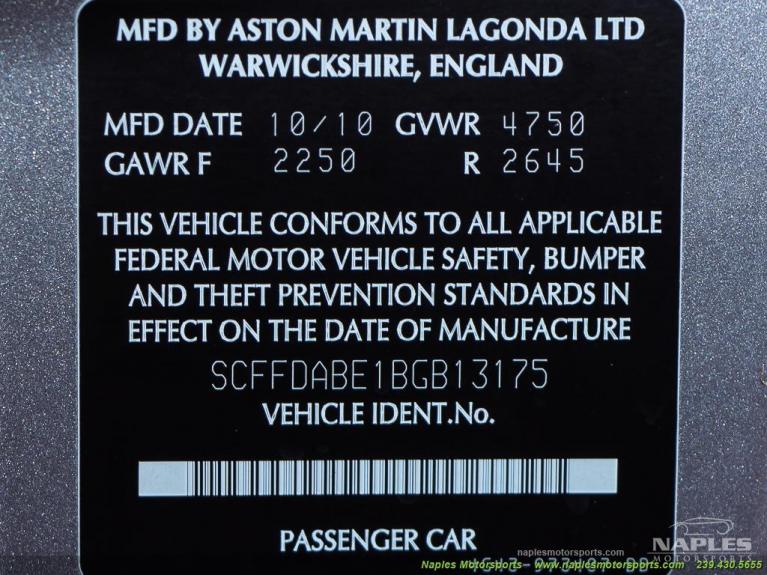 MFD BY ASTON MARTIN LAGONDA LTD
WARWICKSHIRE, ENGLAND
MFD DATE 10/10 GVWR 4750
GAWR F 2250 R 2645
THIS VEHICLE CONFORMS TO ALL APPLICABLE
FEDERAL MOTOR VEHICLE SAFETY, BUMPER
AND THEFT PREVENTION STANDARDS IN
EFFECT ON THE DATE OF MANUFACTURE
SCFFDABE1BGB13175
VEHICLE IDENT.No.
PASSENGER CAR
naplesmotorsports.com
NAPLES
MOTORSPORTS
Naples Motorsports - www.naplesmotorsports.com - 239.430.5655